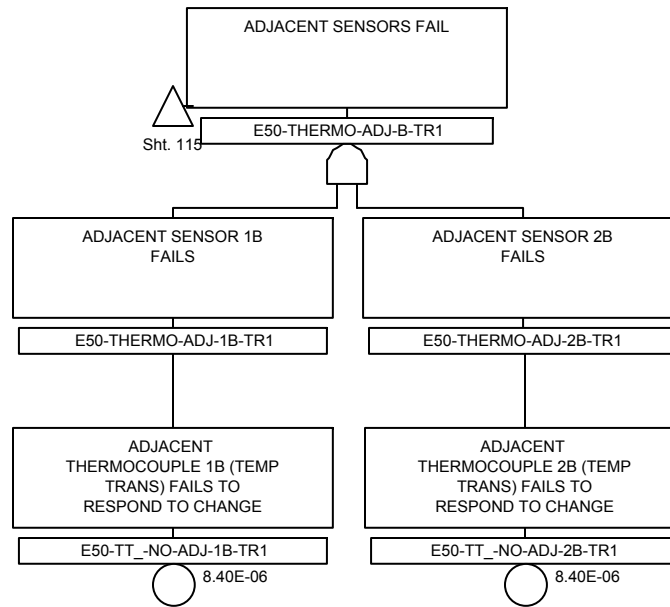 ADJACENT SENSORS FAIL
Sht. 115
E50-THERMO-ADJ-B-TR1
ADJACENT SENSOR 1B
FAILS
E50-THERMO-ADJ-1B-TR1
ADJACENT SENSOR 2B
FAILS
E50-THERMO-ADJ-2B-TR1
ADJACENT
THERMOCOUPLE 1B (TEMP
TRANS) FAILS TO
RESPOND TO CHANGE
E50-TT_-NO-ADJ-1B-TR1
8.40E-06
ADJACENT
THERMOCOUPLE 2B (TEMP
TRANS) FAILS TO
RESPOND TO CHANGE
E50-TT_-NO-ADJ-2B-TR1
8.40E-06